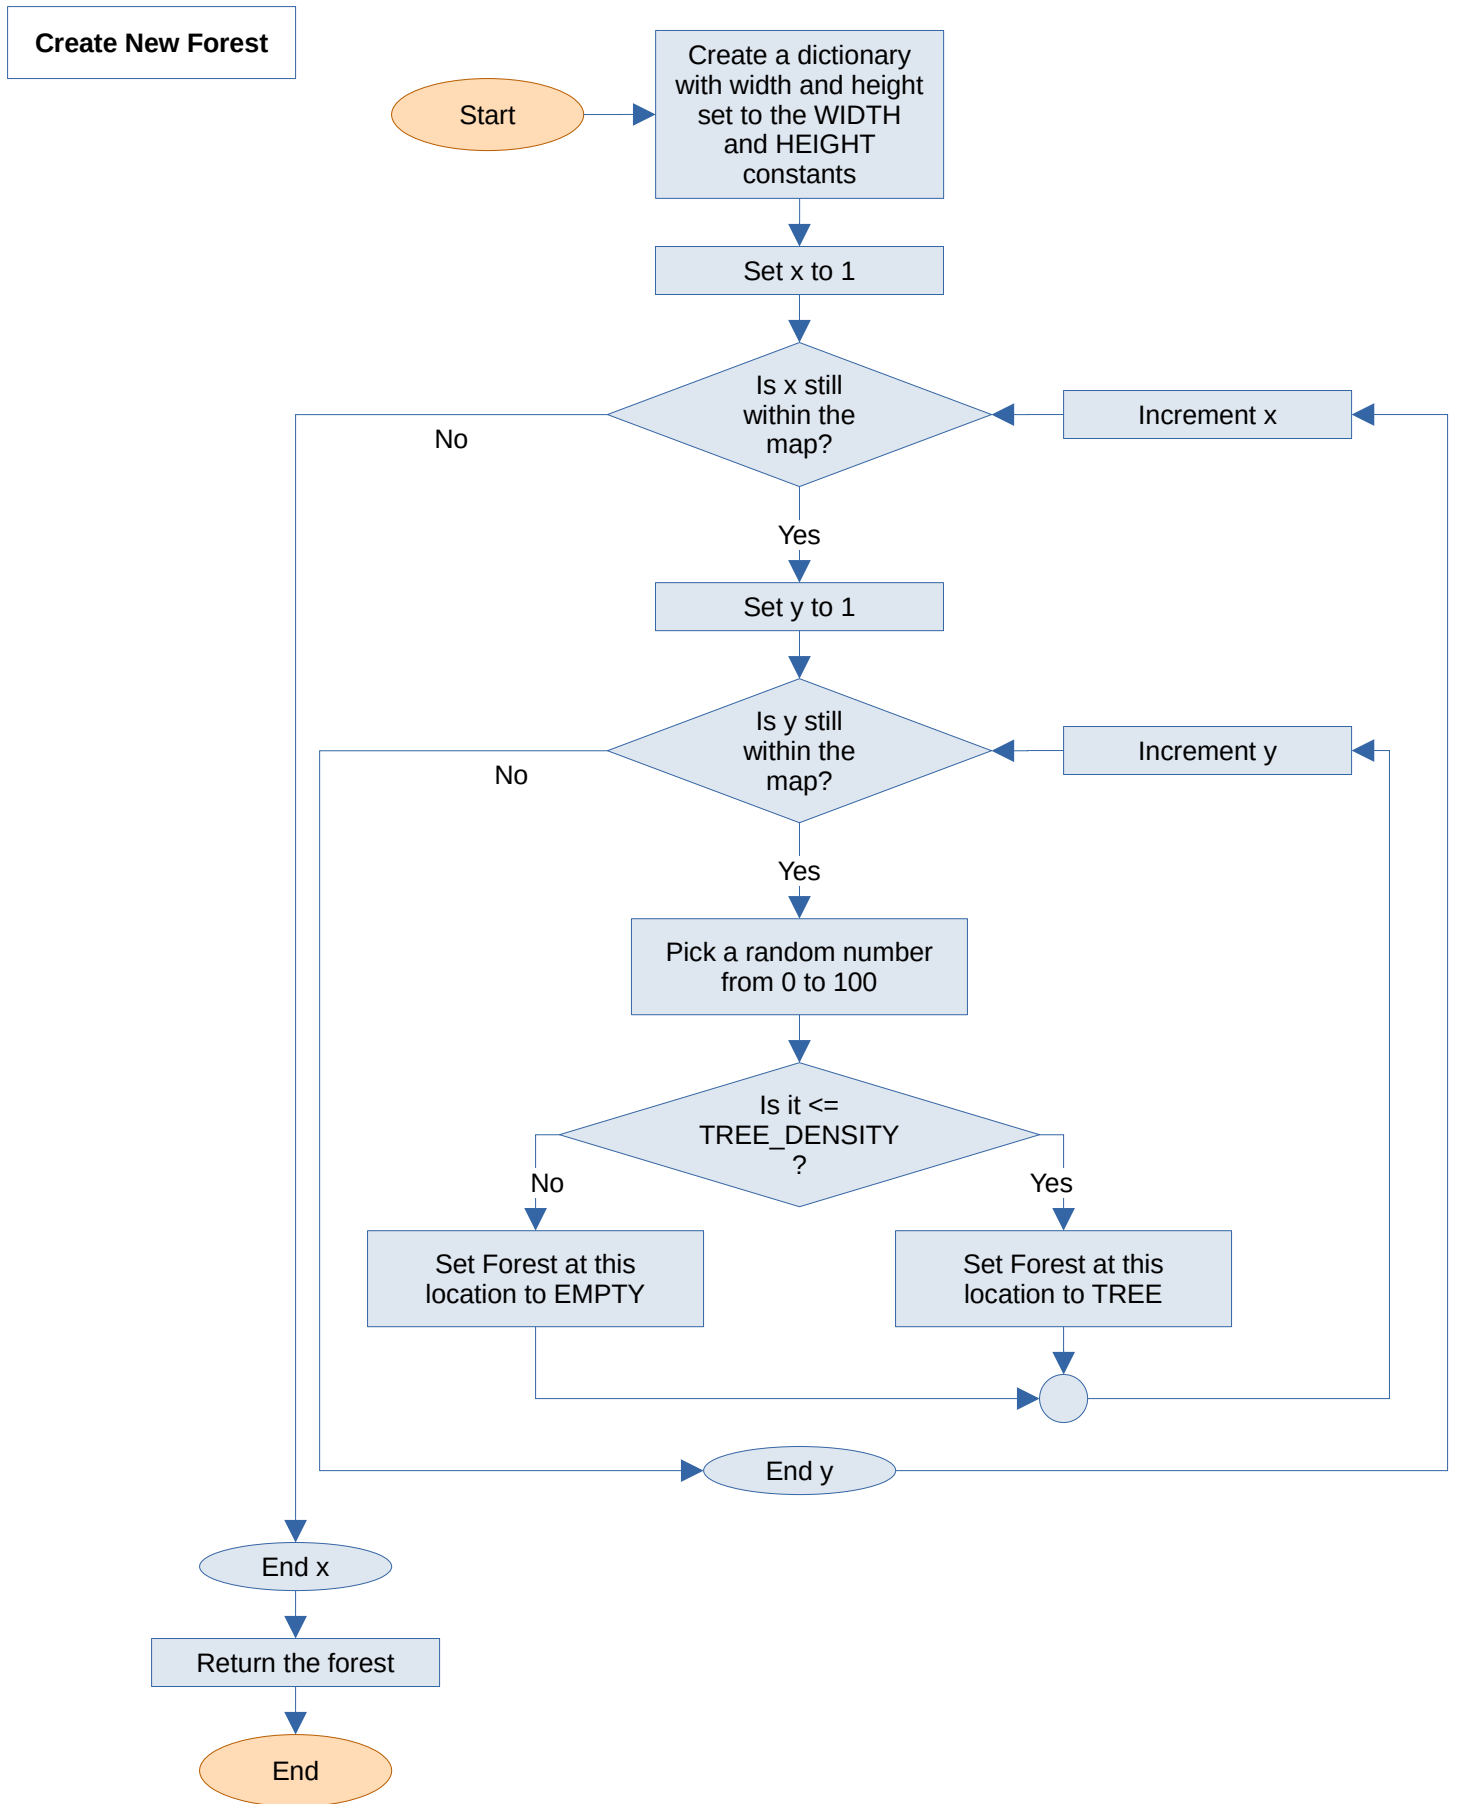 Create New Forest
Start
Create a dictionary
with width and height
set to the WIDTH
and HEIGHT
constants
Set x to 1
Is x still
within the
map?
Increment x
No
Yes
Set y to 1
Is y still
within the
map?
Increment y
No
Yes
Pick a random number
from 0 to 100
Is it <=
TREE_DENSITY
?
No
Yes
Set Forest at this
location to EMPTY
Set Forest at this
location to TREE
End y
End x
Return the forest
End